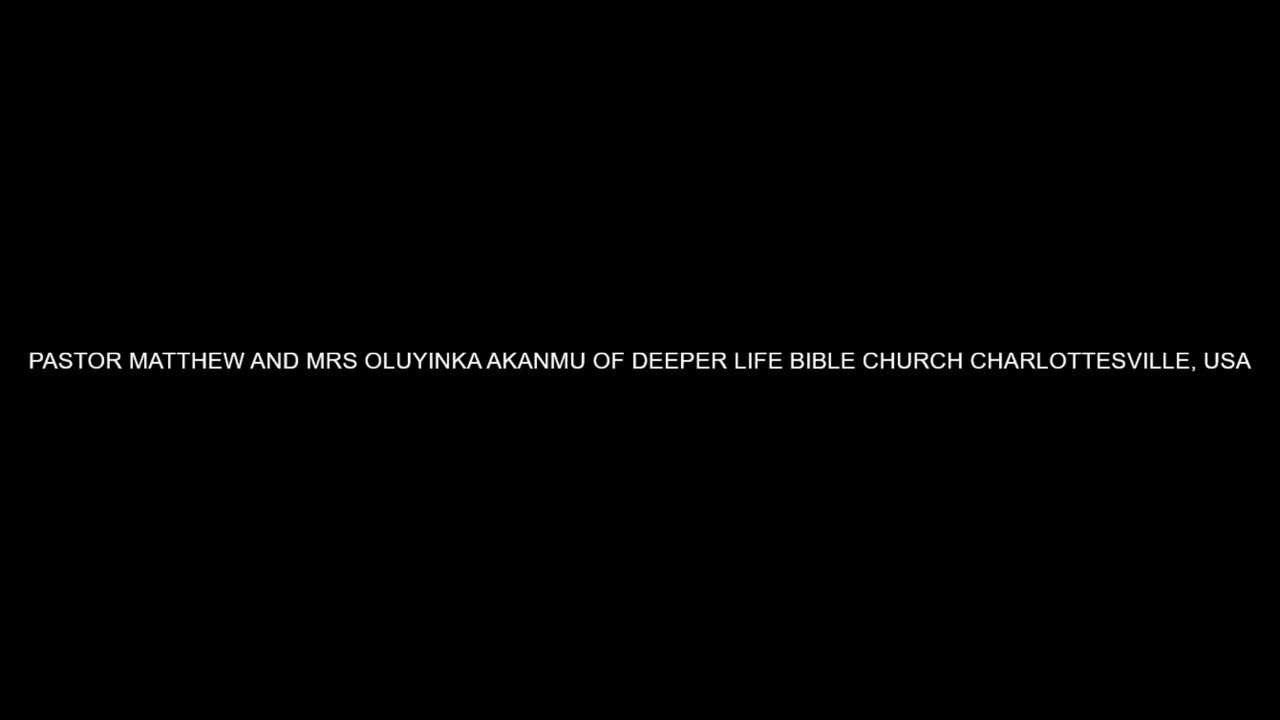 PASTOR MATTHEW AND MRS OLUYINKA AKANMU OF DEEPER LIFE BIBLE CHURCH CHARLOTTESVILLE, USA